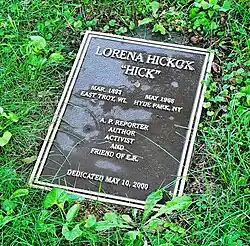 LORENA HICKOK
"HICK"
MAR. 1893 MAY 1968
EAST TROY, WI. HYDE PARK, NY
A. P. REPORTER
AUTHOR
ACTIVIST
AND
FRIEND OF E.R.
DEDICATED MAY 10, 2000